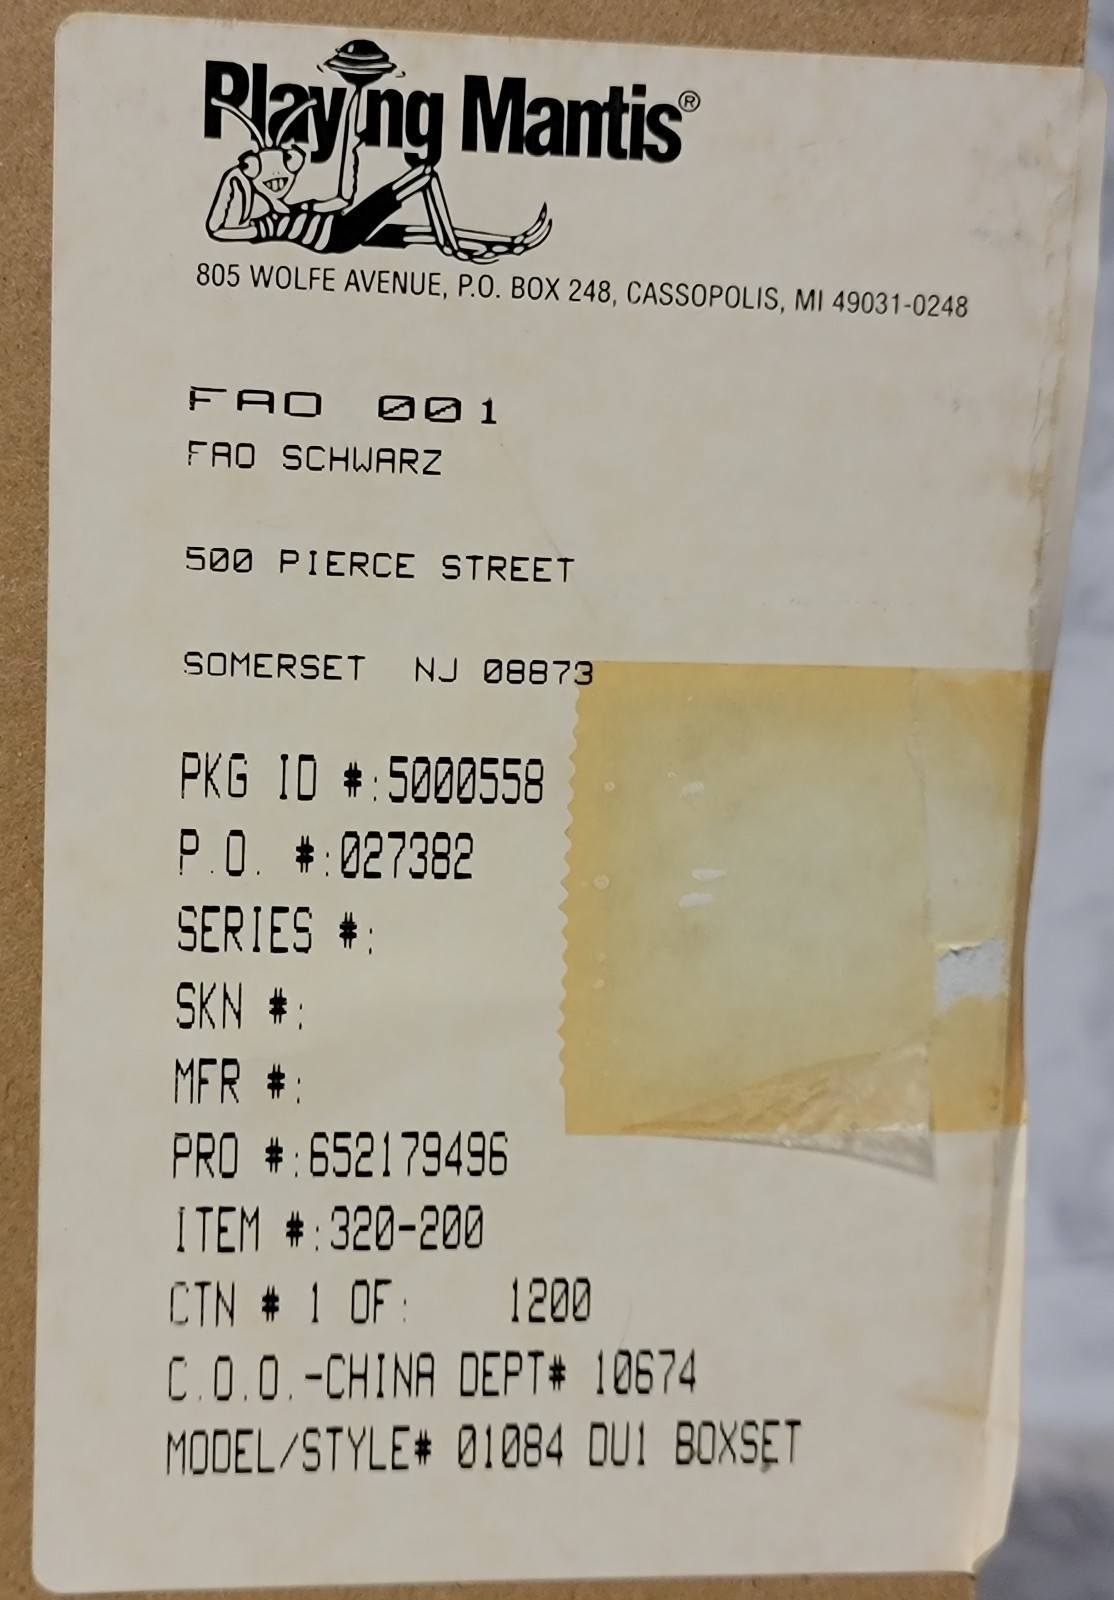 Playing Mantis®
805 WOLFE AVENUE, P.O. BOX 248, CASSOPOLIS, MI 49031-0248
FAO 001
FAO SCHWARZ
500 PIERCE STREET
SOMERSET NJ 08873
PKG ID #:5000558
P.O. #:027382
SERIES #:
SKN #:
MFR #:
PRO #:652179496
ITEM #:320-200
CTN # 1 OF: 1200
C.O.O.-CHINA DEPT# 10674
MODEL/STYLE# 01084 DU1 BOXSET